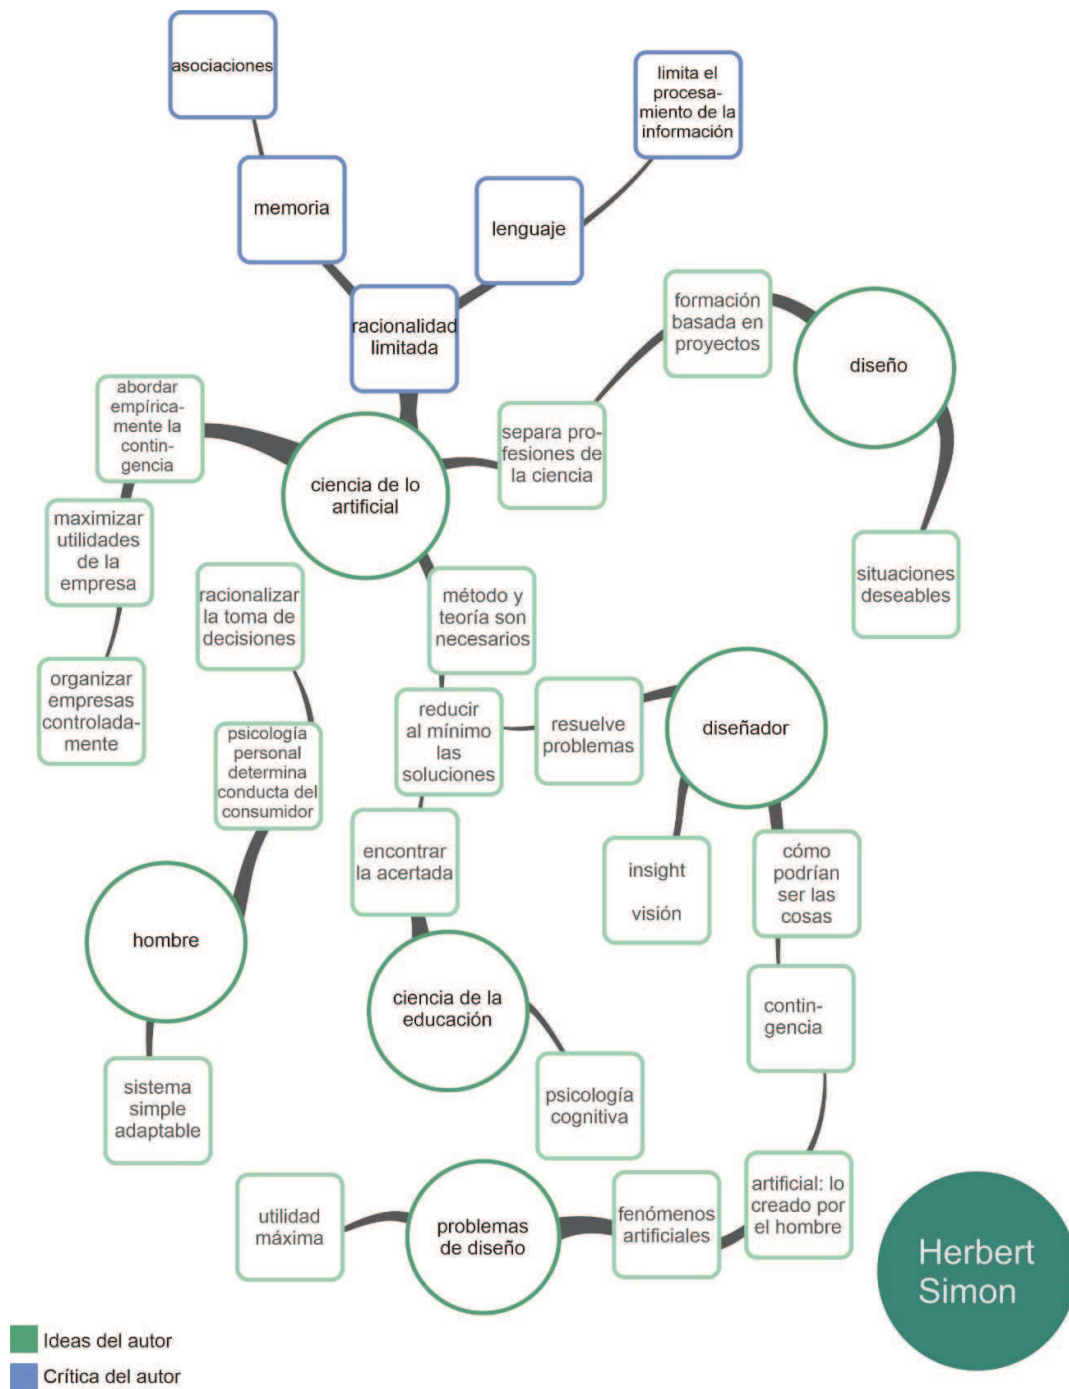 asociaciones
limita el
procesa-
miento de la
información
memoria
lenguaje
racionalidad
limitada
formación
basada en
proyectos
diseño
abordar
empírica-
mente la
contin-
gencia
separa pro-
fesiones de
la ciencia
ciencia de lo
artificial
maximizar
utilidades
de la
empresa
racionalizar
la toma de
decisiones
método y
teoría son
necesarios
situaciones
deseables
organizar
empresas
controlada-
mente
psicología
personal
determina
conducta del
consumidor
reducir
al mínimo
las
soluciones
resuelve
problemas
diseñador
encontrar
la acertada
insight
visión
cómo
podrían
ser las
cosas
hombre
ciencia de la
educación
contin-
gencia
sistema
simple
adaptable
psicología
cognitiva
utilidad
máxima
problemas
de diseño
fenómenos
artificiales
artificial: lo
creado por
el hombre
Herbert
Simon
Ideas del autor
Crítica del autor